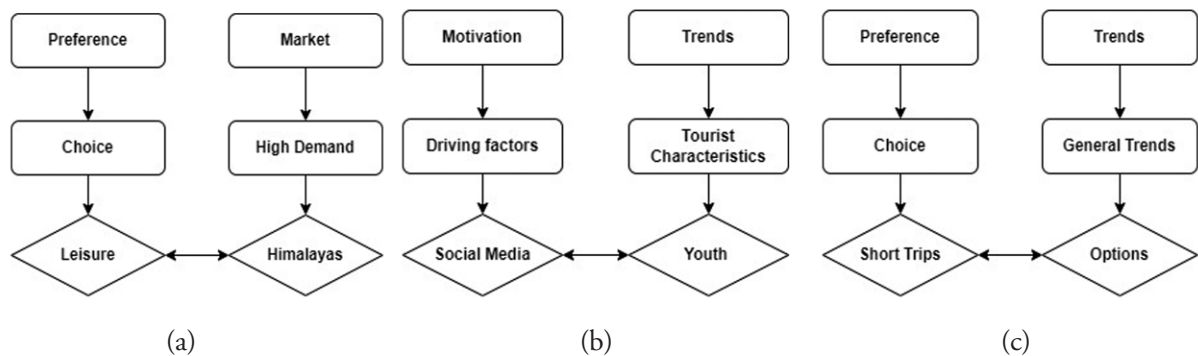 Preference
Market
Motivation
Trends
Preference
Trends
Choice
High Demand
Driving factors
Tourist
Characteristics
Choice
General Trends
Leisure
Himalayas
Social Media
Youth
Short Trips
Options
(a)
(b)
(c)